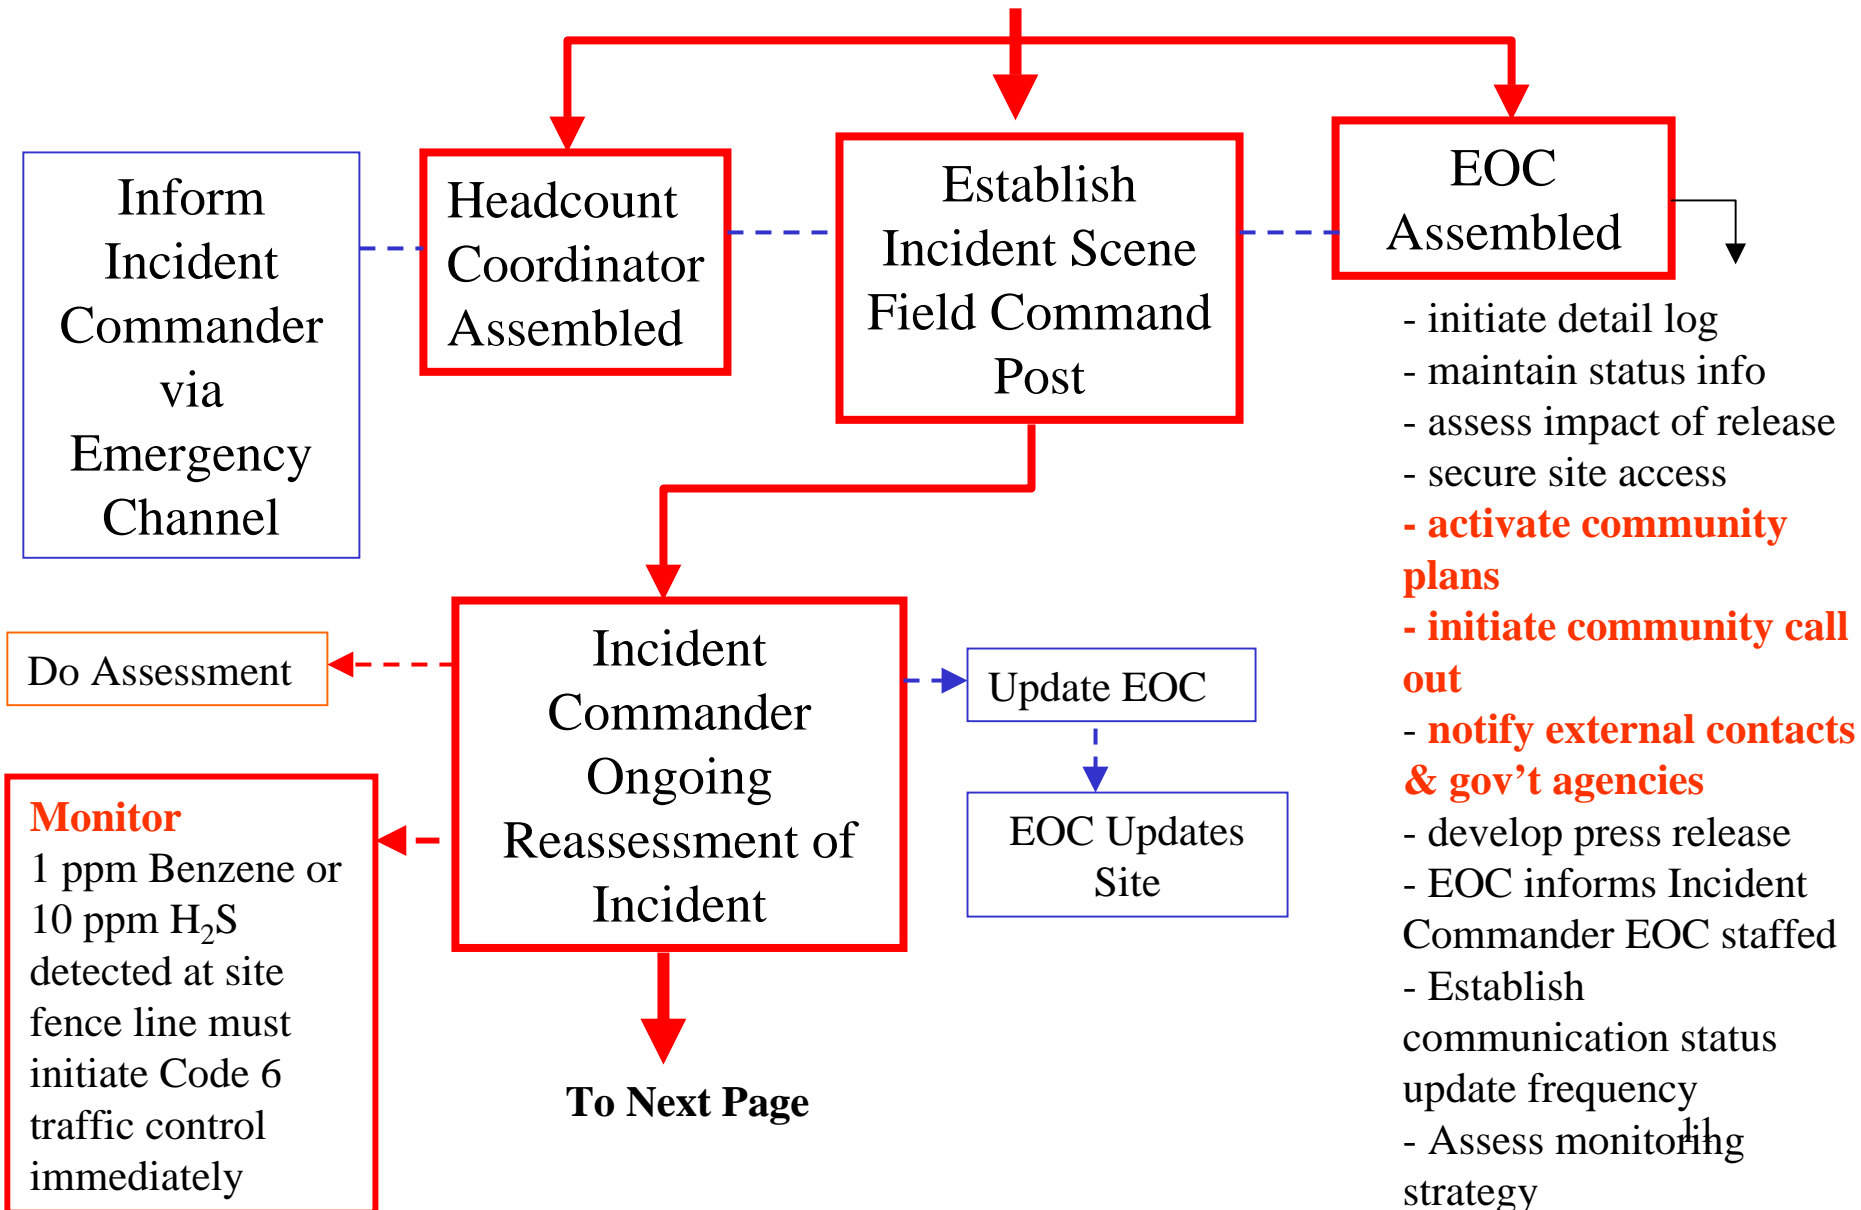 Inform
Incident
Commander
via
Emergency
Channel
Headcount
Coordinator
Assembled
Establish
Incident Scene
Field Command
Post
EOC
Assembled
- initiate detail log
- maintain status info
- assess impact of release
- secure site access
- activate community
plans
- initiate community call
out
- notify external contacts
& gov’t agencies
- develop press release
- EOC informs Incident
Commander EOC staffed
- Establish
communication status
update frequency
- Assess monitoring
strategy
Do Assessment
Incident
Commander
Ongoing
Reassessment of
Incident
Update EOC
EOC Updates
Site
Monitor
1 ppm Benzene or
10 ppm H₂S
detected at site
fence line must
initiate Code 6
traffic control
immediately
To Next Page
11